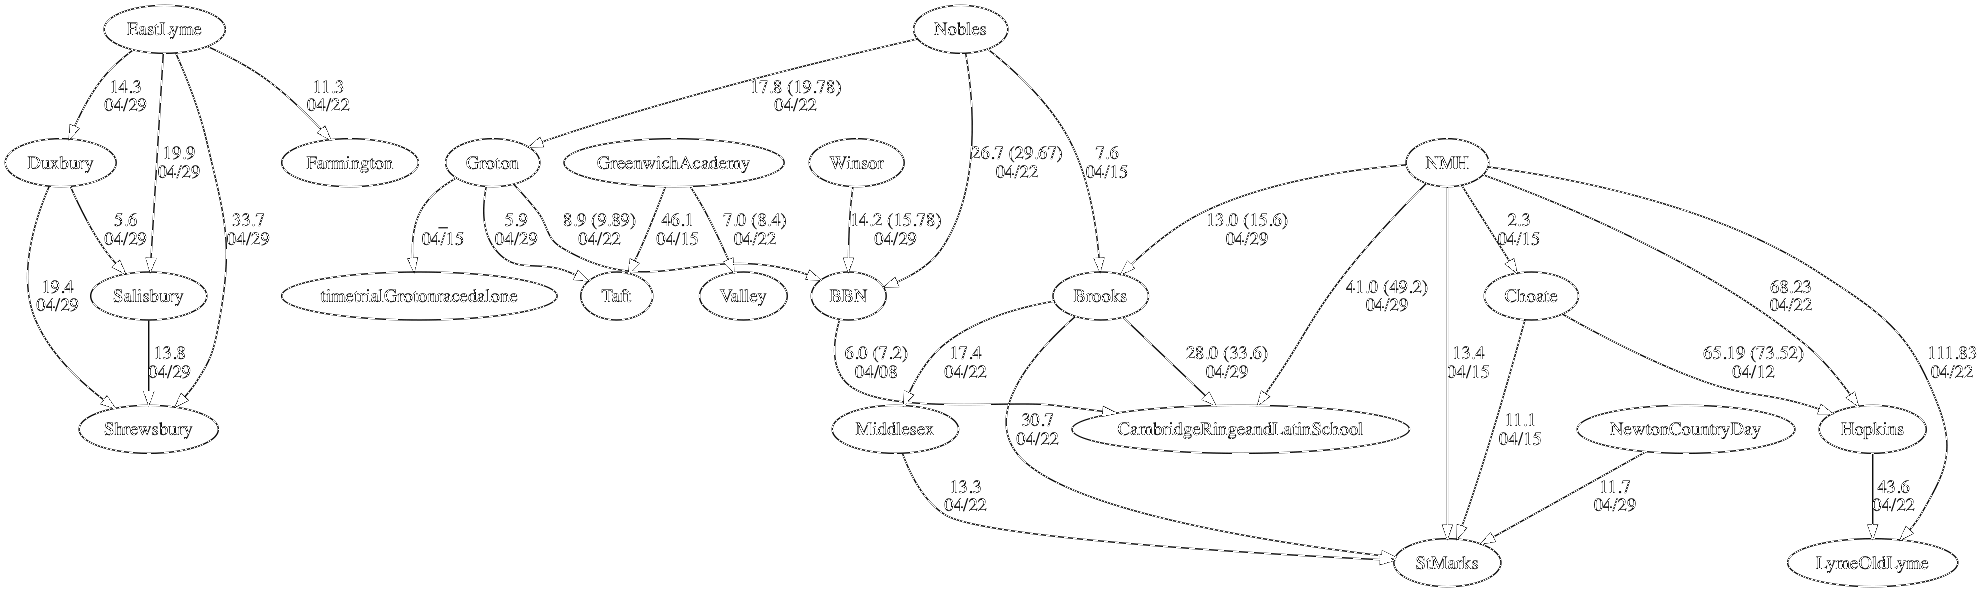 EastLyme
Nobles
14.3
04/29
11.3
04/22
17.8 (19.78)
04/22
Duxbury
19.9
04/29
Farmington
Groton
GreenwichAcademy
Winsor
26.7 (29.67)
04/22
7.6
04/15
NMH
5.6
04/29
33.7
04/29
_
04/15
5.9
04/29
8.9 (9.89)
04/22
46.1
04/15
7.0 (8.4)
04/22
14.2 (15.78)
04/29
13.0 (15.6)
04/29
2.3
04/15
19.4
04/29
Salisbury
timetrialGrotonracedalone
Taft
Valley
BBN
Brooks
41.0 (49.2)
04/29
Choate
68.23
04/22
13.8
04/29
6.0 (7.2)
04/08
17.4
04/22
28.0 (33.6)
04/29
13.4
04/15
65.19 (73.52)
04/12
111.83
04/22
Shrewsbury
Middlesex
30.7
04/22
CambridgeRingeandLatinSchool
11.1
04/15
NewtonCountryDay
Hopkins
13.3
04/22
11.7
04/29
43.6
04/22
StMarks
LymeOldLyme